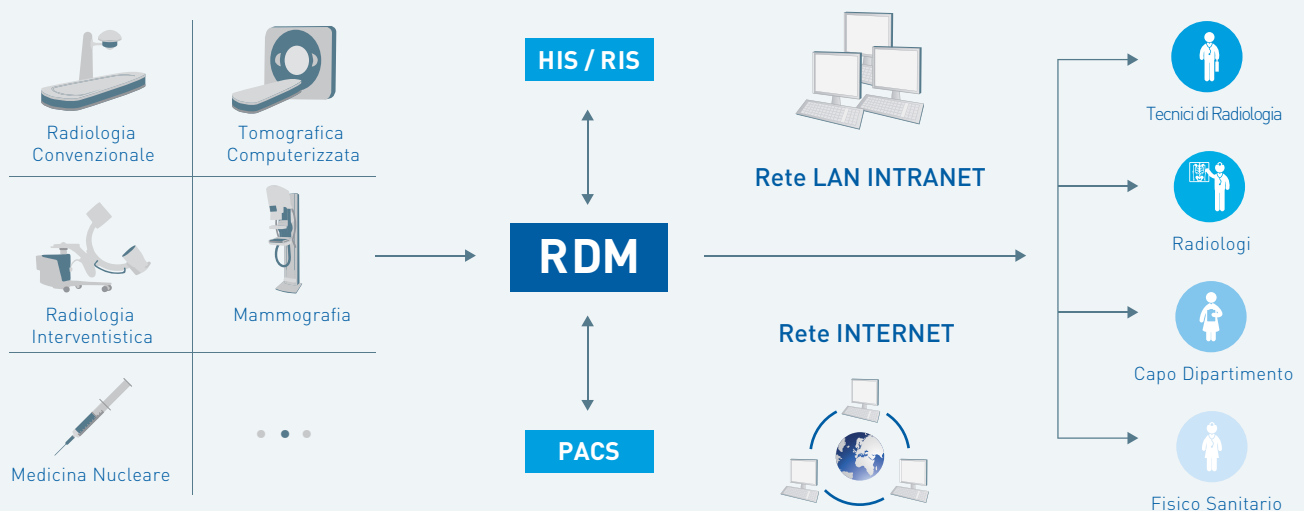 Radiologia
Convenzionale
Tomografica
Computerizzata
Radiologia
Interventistica
Mammografia
Medicina Nucleare
HIS / RIS
RDM
PACS
Rete LAN INTRANET
Rete INTERNET
Tecnici di Radiologia
Radiologi
Capo Dipartimento
Fisico Sanitario